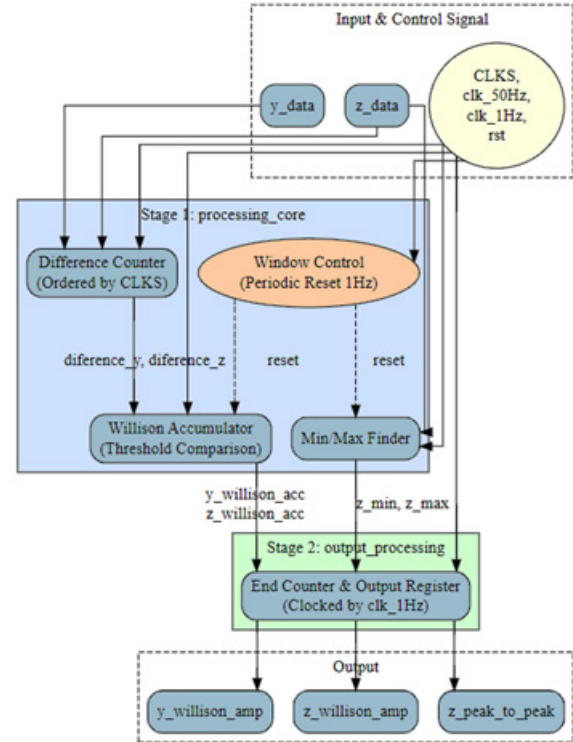 Input & Control Signal
CLKS,
clk_50Hz,
clk_1Hz,
rst
y_data
z_data
Stage 1: processing_core
Difference Counter
(Ordered by CLKS)
Window Control
(Periodic Reset 1Hz)
diference_y, diference_z
reset
reset
Willison Accumulator
(Threshold Comparison)
Min/Max Finder
y_willison_acc
z_willison_acc
z_min, z_max
Stage 2: output_processing
End Counter & Output Register
(Clocked by clk_1Hz)
Output
y_willison_amp
z_willison_amp
z_peak_to_peak